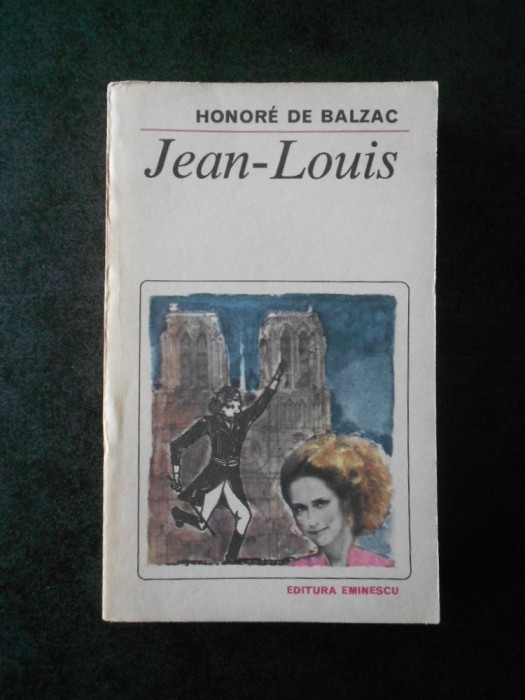 HONORÉ DE BALZAC
Jean-Louis
EDITURA EMINESCU